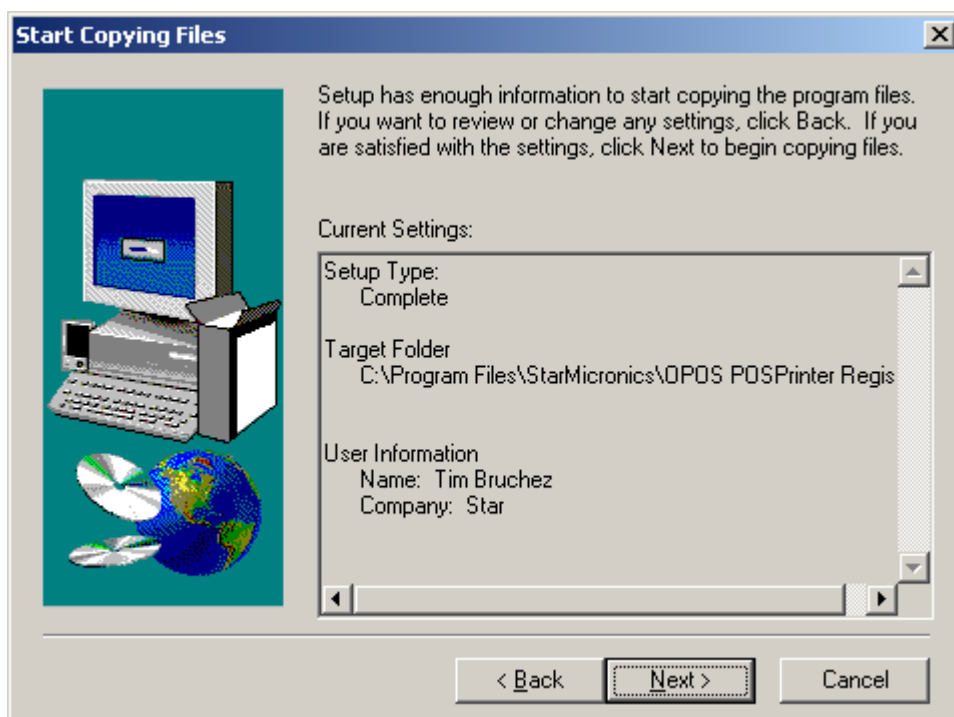 Start Copying Files
Setup has enough information to start copying the program files.
If you want to review or change any settings, click Back.  If you
are satisfied with the settings, click Next to begin copying files.
Current Settings:
Setup Type:
Complete
Target Folder
C:\Program Files\StarMicronics\OPOS POSPrinter Regis
User Information
Name:  Tim Bruchez
Company:  Star
< Back
Next >
Cancel